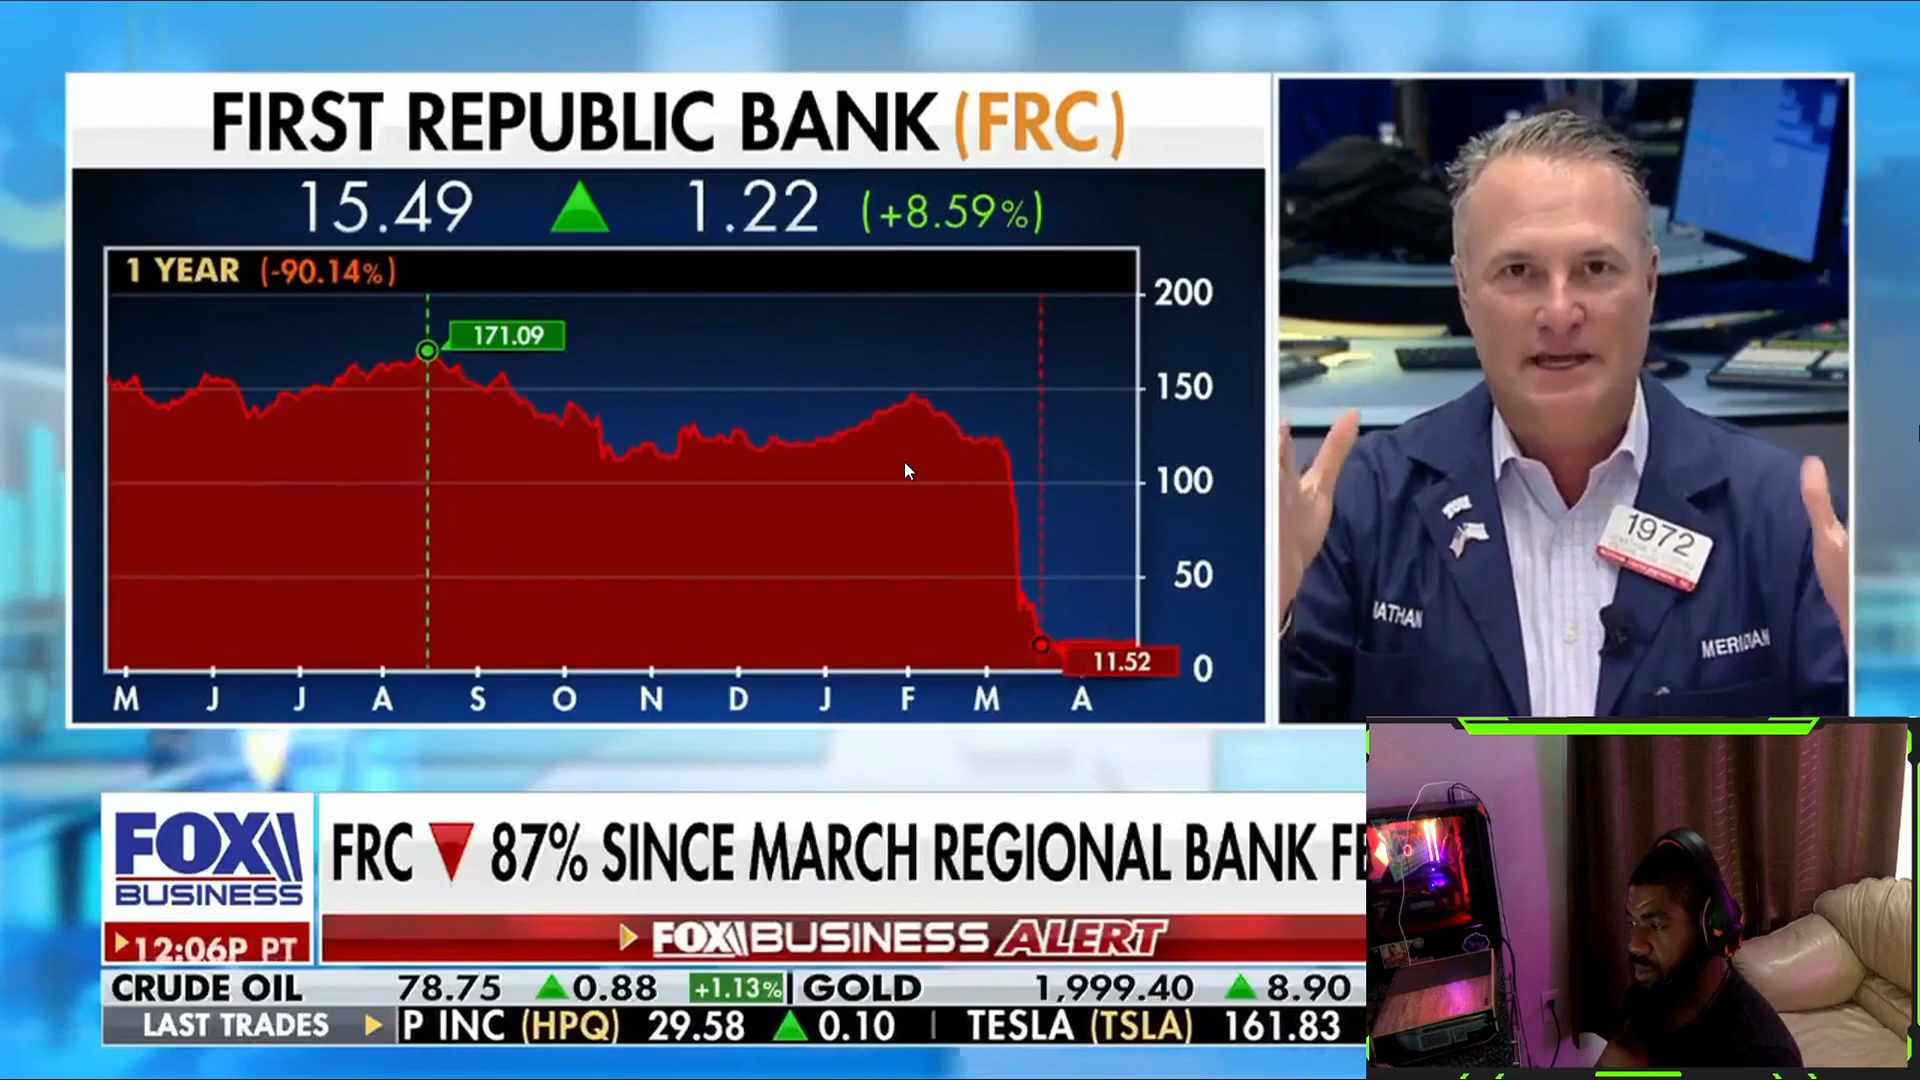 FIRST REPUBLIC BANK (FRC)
15.49 ▲ 1.22 (+8.59%)
1 YEAR (-90.14%)
171.09
200
150
100
50
0
11.52
M J J A S O N D J F M A
1972
NATHAN
MERIDIAN
FOX BUSINESS
FRC ▼ 87% SINCE MARCH REGIONAL BANK
FOX BUSINESS ALERT
12:06P PT
CRUDE OIL 78.75 ▲ 0.88 +1.13% GOLD 1,999.40 ▲ 8.90
LAST TRADES P INC (HPQ) 29.58 ▲ 0.10 TESLA (TSLA) 161.83